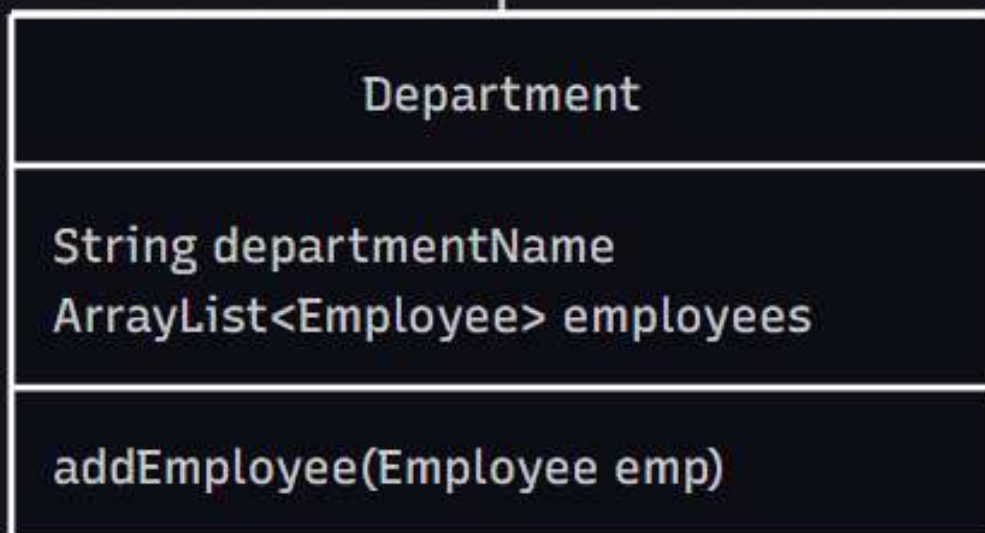 Department
String departmentName
ArrayList<Employee> employees
addEmployee(Employee emp)